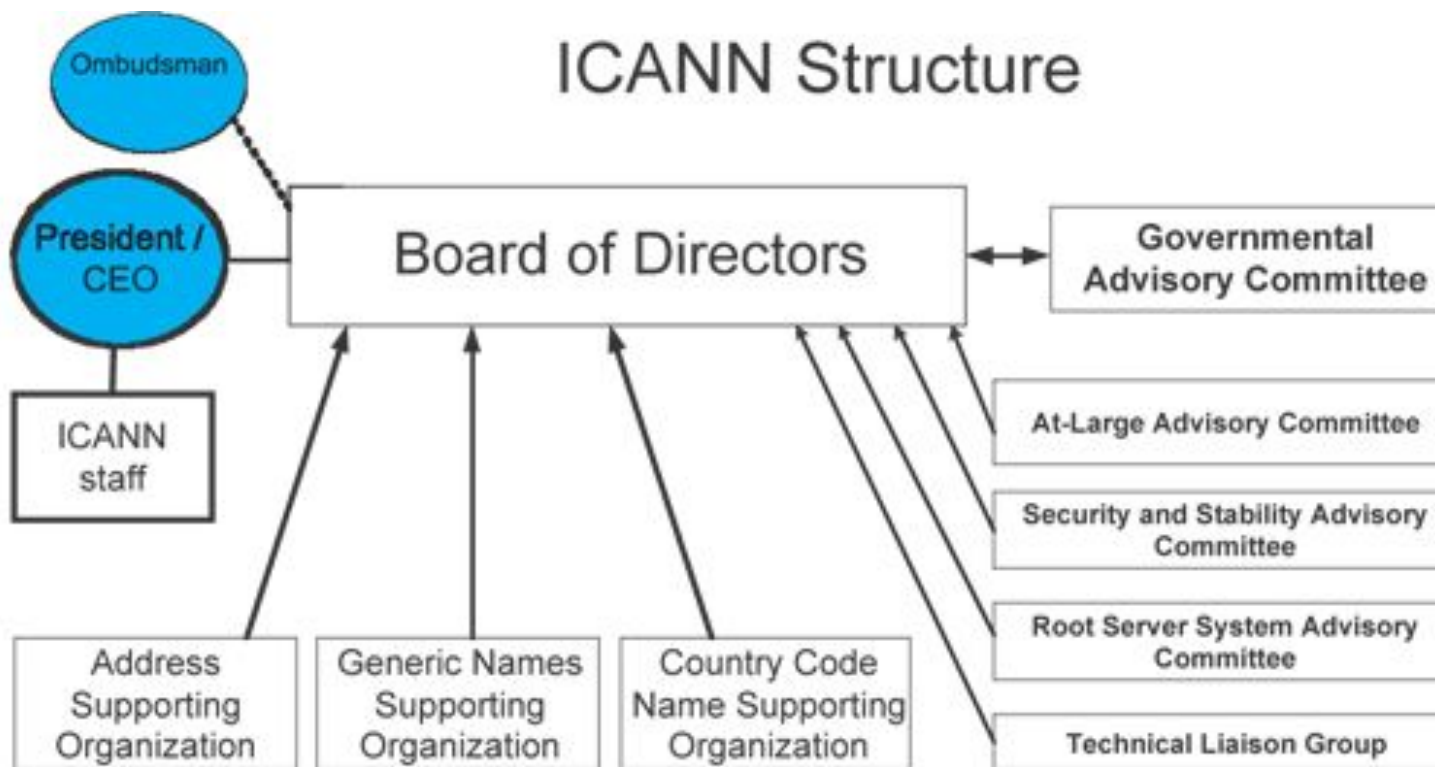 Ombudsman
ICANN Structure
President /
CEO
Board of Directors
Governmental
Advisory Committee
ICANN
staff
At-Large Advisory Committee
Security and Stability Advisory
Committee
Root Server System Advisory
Committee
Technical Liaison Group
Address
Supporting
Organization
Generic Names
Supporting
Organization
Country Code
Name Supporting
Organization